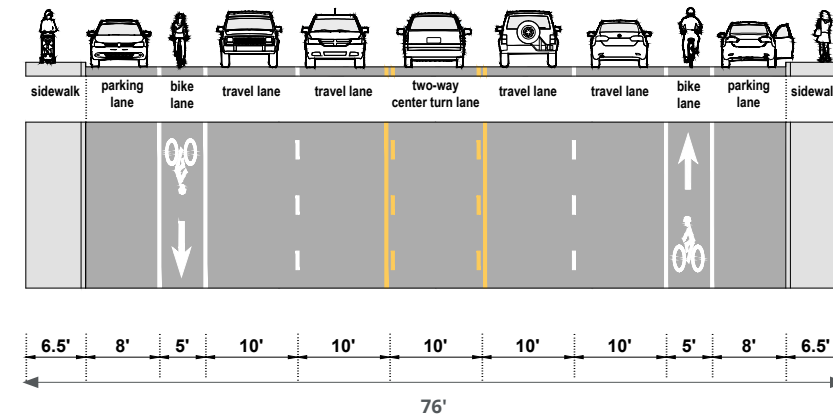 sidewalk
parking
lane
bike
lane
travel lane
travel lane
two-way
center turn lane
travel lane
travel lane
bike
lane
parking
lane
sidewal
6.5' 8' 5' 10' 10' 10' 10' 10' 5' 8' 6.5'
76'